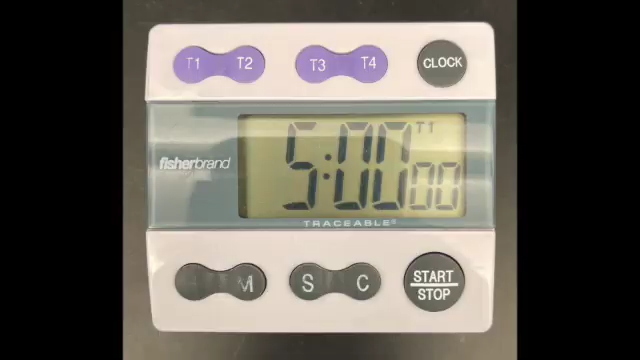 T1 T2 T3 T4 CLOCK
T1
5:00 00
fisherbrand
TRACEABLE®
M S C
START
STOP